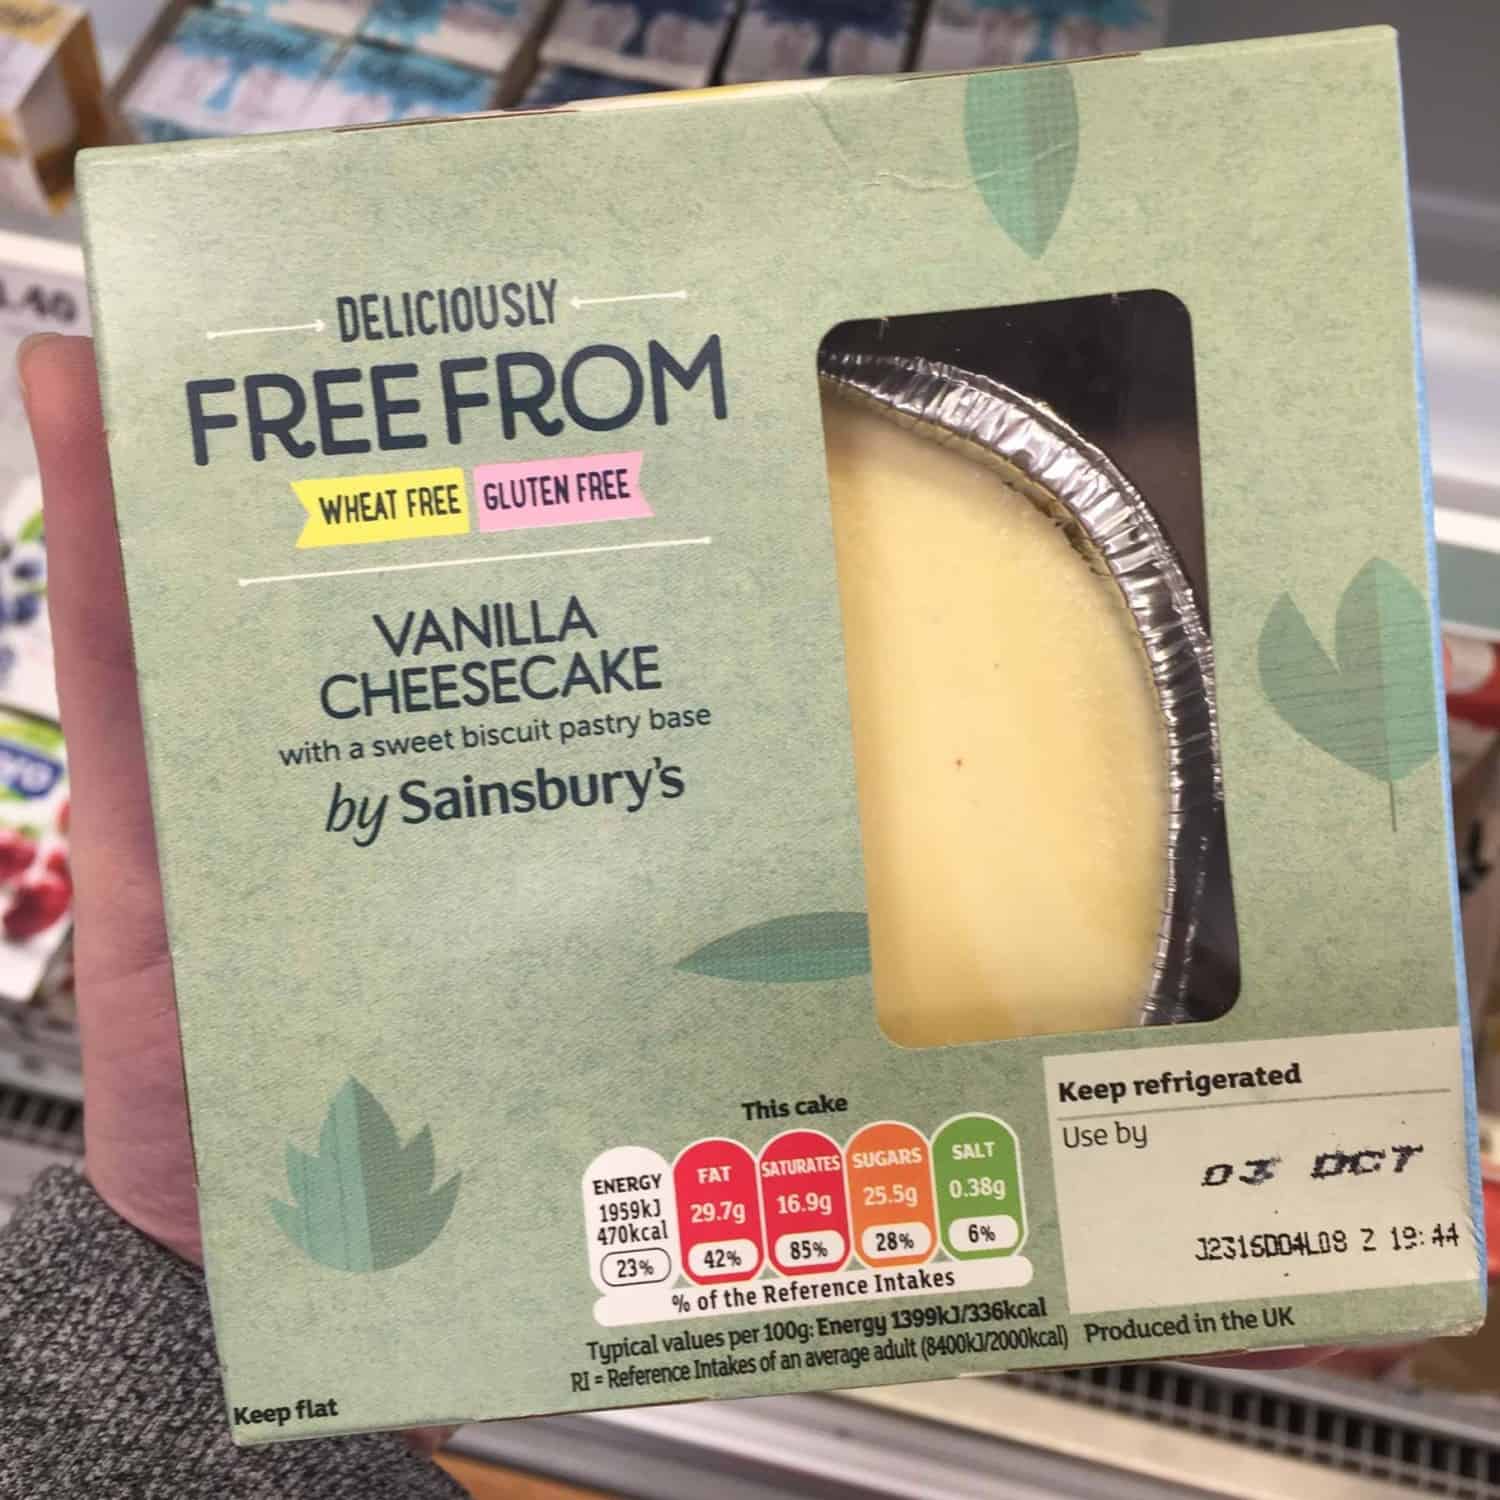 DELICIOUSLY
FREE FROM
WHEAT FREE GLUTEN FREE
VANILLA
CHEESECAKE
with a sweet biscuit pastry base
by Sainsbury's
This cake
ENERGY
1959kJ
470kcal
23%
FAT
29.7g
42%
SATURATES
16.9g
85%
SUGARS
25.5g
28%
SALT
0.38g
6%
% of the Reference Intakes
Typical values per 100g: Energy 1399kJ/336kcal
RI = Reference Intakes of an average adult (8400kJ/2000kcal)
Keep refrigerated
Use by
03 OCT
J2316D04L08 2 19:44
Produced in the UK
Keep flat